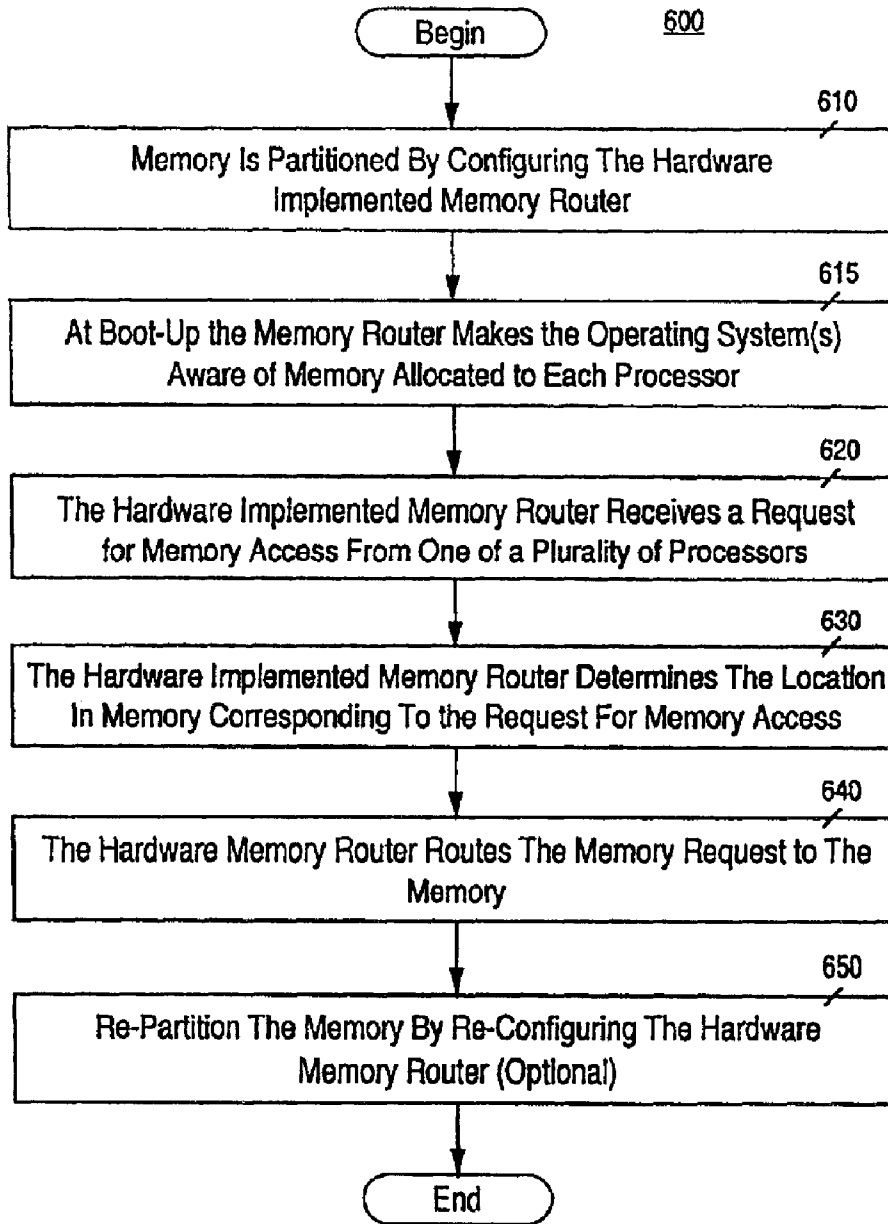 Begin
600
610
Memory Is Partitioned By Configuring The Hardware
Implemented Memory Router
615
At Boot-Up the Memory Router Makes the Operating System(s)
Aware of Memory Allocated to Each Processor
620
The Hardware Implemented Memory Router Receives a Request
for Memory Access From One of a Plurality of Processors
630
The Hardware Implemented Memory Router Determines The Location
In Memory Corresponding To the Request For Memory Access
640
The Hardware Memory Router Routes The Memory Request to The
Memory
650
Re-Partition The Memory By Re-Configuring The Hardware
Memory Router (Optional)
End